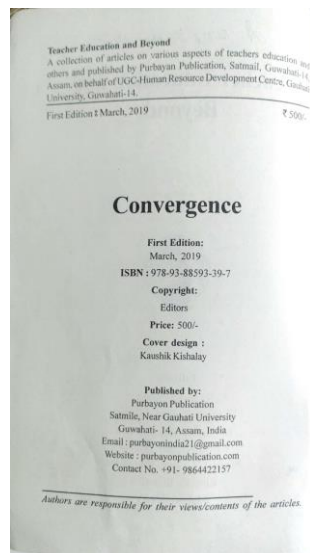 Teacher Education and Beyond
A collection of articles on various aspects of teachers education and
others and published by Purbayan Publication, Satmail, Guwahati-14,
Assam, on behalf of UGC-Human Resource Development Centre, Gauhati
University, Guwahati-14.
First Edition : March, 2019 ₹ 500/-
Convergence
First Edition:
March, 2019
ISBN : 978-93-88593-39-7
Copyright:
Editors
Price: 500/-
Cover design :
Kaushik Kishalay
Published by:
Purbayon Publication
Satmile, Near Gauhati University
Guwahati- 14, Assam, India
Email : purbayonindia21@gmail.com
Website : purbayonpublication.com
Contact No. +91- 9864422157
Authors are responsible for their views/contents of the articles.